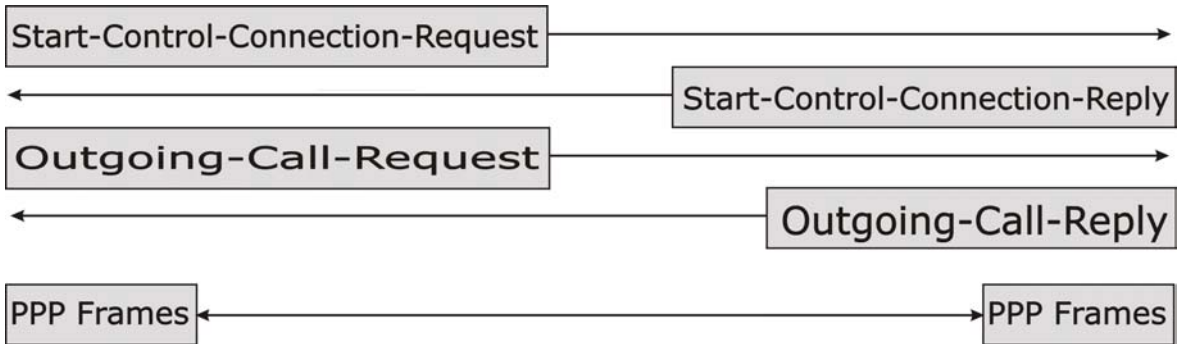 Start-Control-Connection-Request
Start-Control-Connection-Reply
Outgoing-Call-Request
Outgoing-Call-Reply
PPP Frames
PPP Frames